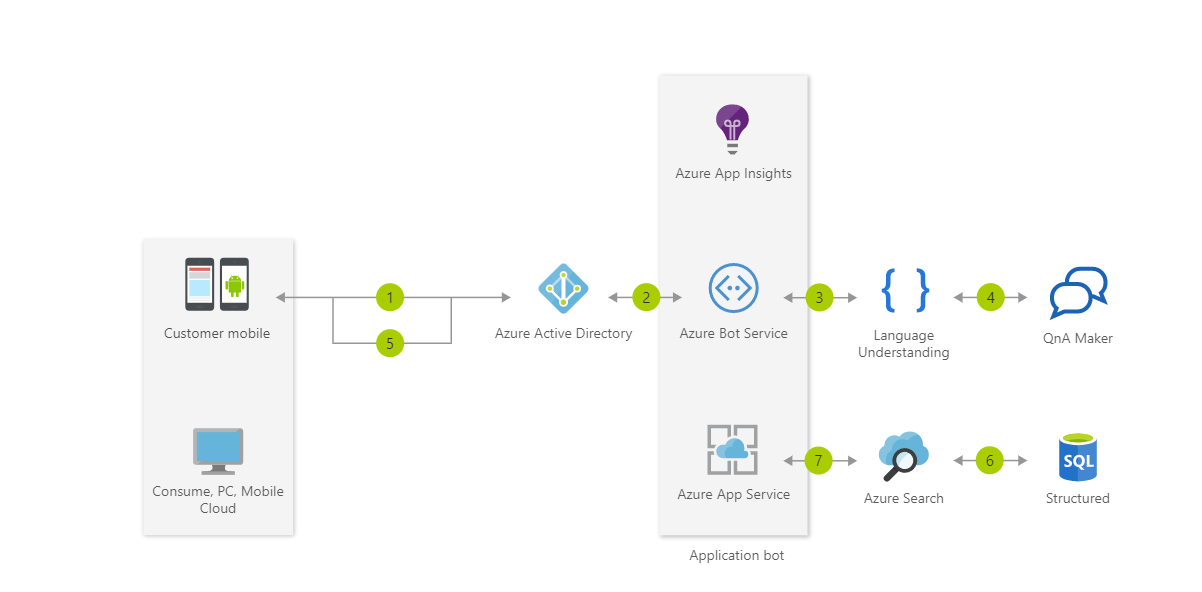 Azure App Insights
Customer mobile
1
5
Azure Active Directory
2
Azure Bot Service
3
Language
Understanding
4
QnA Maker
Consume, PC, Mobile
Cloud
Azure App Service
7
Azure Search
6
SQL
Structured
Application bot